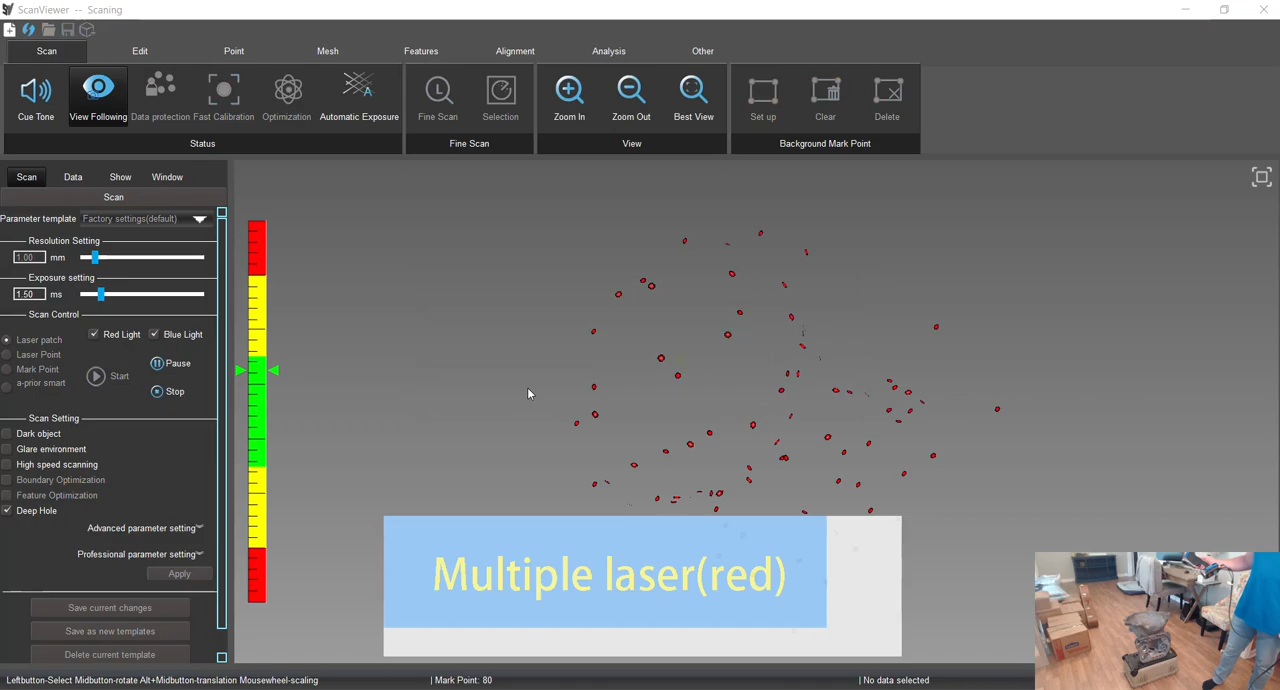 ScanViewer -- Scaning
Scan Edit Point Mesh Features Alignment Analysis Other
Cue Tone View Following Data protection Fast Calibration Optimization Automatic Exposure Fine Scan Selection Zoom In Zoom Out Best View Set up Clear Delete
Status Fine Scan View Background Mark Point
Scan Data Show Window
Scan
Parameter template Factory settings(default)
Resolution Setting
1.00 mm
Exposure setting
1.50 ms
Scan Control
Red Light Blue Light
Laser patch
Laser Point
Mark Point
a-prior smart
Start
Pause
Stop
Scan Setting
Dark object
Glare environment
High speed scanning
Boundary Optimization
Feature Optimization
Deep Hole
Advanced parameter setting
Professional parameter setting
Apply
Save current changes
Save as new templates
Delete current template
Multiple laser(red)
Leftbutton-Select Midbutton-rotate Alt+Midbutton-translation Mousewheel-scaling | Mark Point: 80 | No data selected